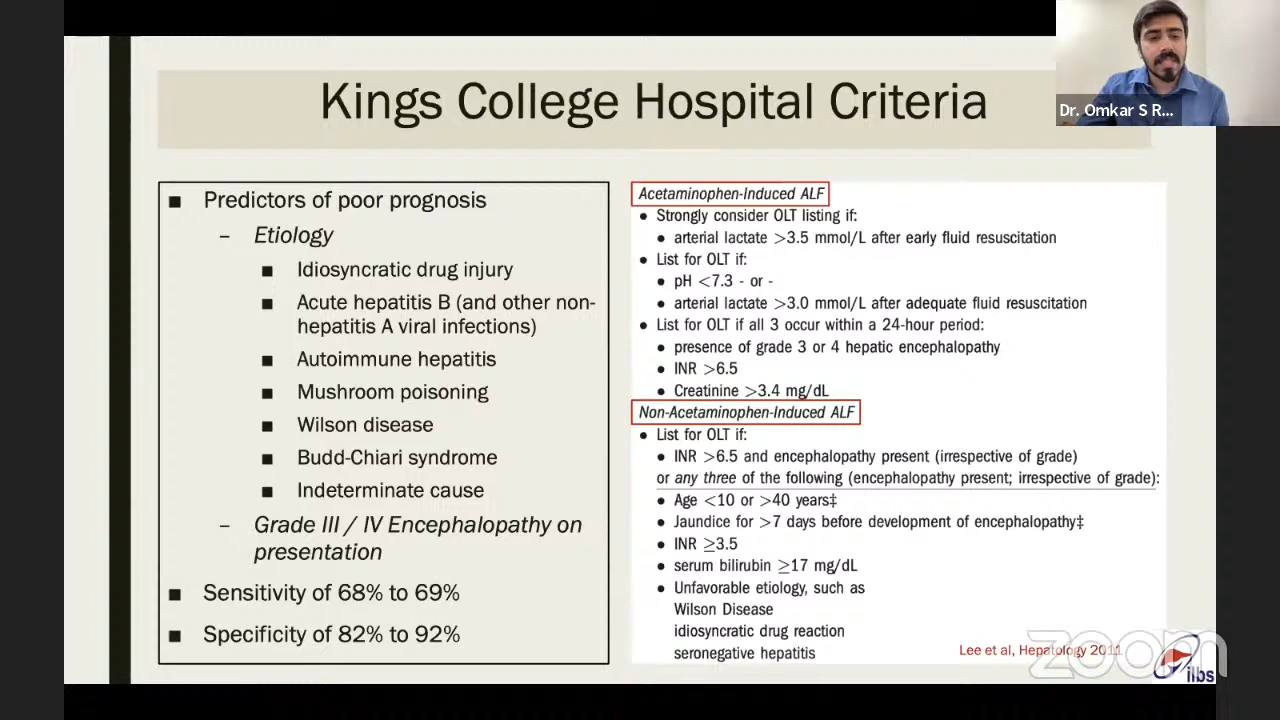 Dr. Omkar S R...
Kings College Hospital Criteria
■ Predictors of poor prognosis
– Etiology
■ Idiosyncratic drug injury
■ Acute hepatitis B (and other non-
hepatitis A viral infections)
■ Autoimmune hepatitis
■ Mushroom poisoning
■ Wilson disease
■ Budd-Chiari syndrome
■ Indeterminate cause
– Grade III / IV Encephalopathy on
presentation
■ Sensitivity of 68% to 69%
■ Specificity of 82% to 92%
Acetaminophen-Induced ALF
● Strongly consider OLT listing if:
● arterial lactate >3.5 mmol/L after early fluid resuscitation
● List for OLT if:
● pH <7.3 - or -
● arterial lactate >3.0 mmol/L after adequate fluid resuscitation
● List for OLT if all 3 occur within a 24-hour period:
● presence of grade 3 or 4 hepatic encephalopathy
● INR >6.5
● Creatinine >3.4 mg/dL
Non-Acetaminophen-Induced ALF
● List for OLT if:
● INR >6.5 and encephalopathy present (irrespective of grade)
or any three of the following (encephalopathy present; irrespective of grade):
● Age <10 or >40 years‡
● Jaundice for >7 days before development of encephalopathy‡
● INR ≥3.5
● serum bilirubin ≥17 mg/dL
● Unfavorable etiology, such as
Wilson Disease
idiosyncratic drug reaction
seronegative hepatitis
Lee et al, Hepatology 2011
zoom
ilbs